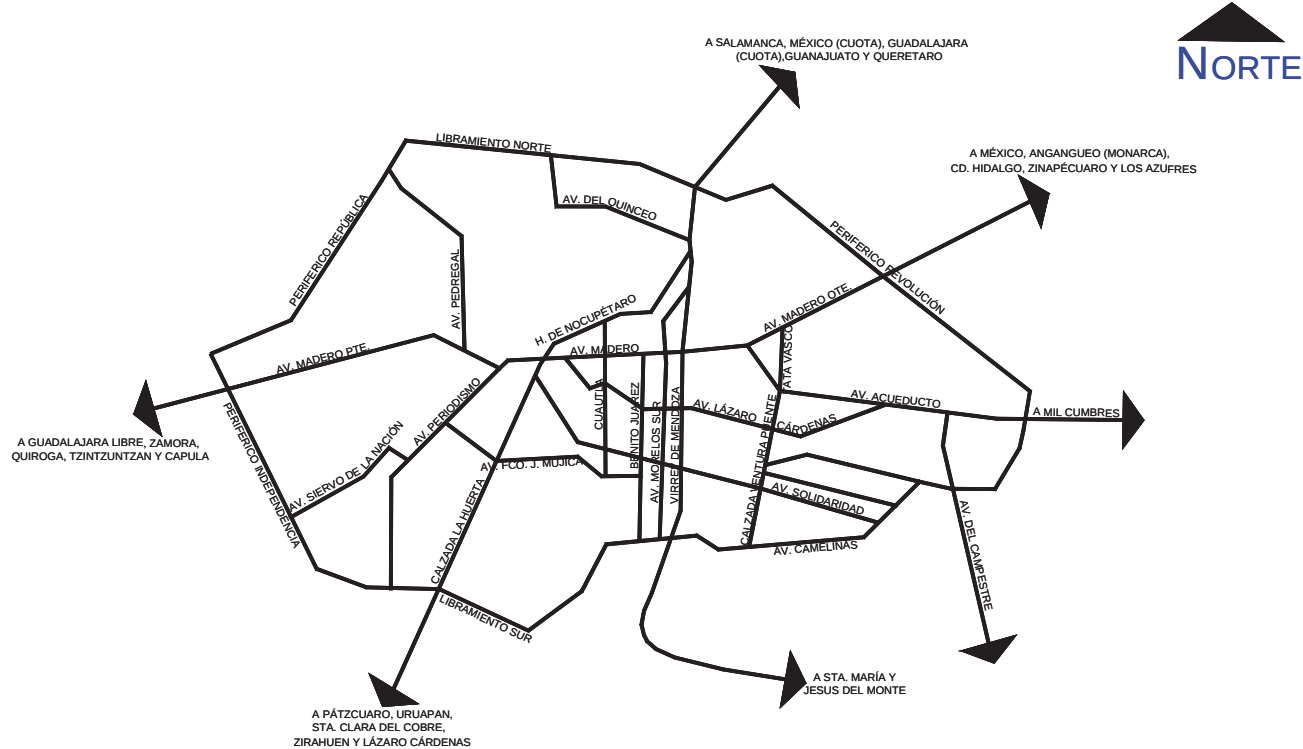 A SALAMANCA, MÉXICO (CUOTA), GUADALAJARA
(CUOTA),GUANAJUATO Y QUERETARO
NORTE
LIBRAMIENTO NORTE
A MÉXICO, ANGANGUEO (MONARCA),
CD. HIDALGO, ZINAPÉCUARO Y LOS AZUFRES
AV. DEL QUINCEO
PERIFERICO REPÚBLICA
PERIFERICO REVOLUCIÓN
AV. PEDREGAL
H. DE NOCUPÉTARO
AV. MADERO OTE.
AV. MADERO PTE.
AV. MADERO
TATA VASCO
AV. PERIODISMO
CUAUTLA
BENITO JUAREZ
AV. MORELOS SUR
VIRREY DE MENDOZA
AV. LÁZARO
CÁRDENAS
AV. ACUEDUCTO
A MIL CUMBRES
A GUADALAJARA LIBRE, ZAMORA,
QUIROGA, TZINTZUNTZAN Y CAPULA
PERIFERICO INDEPENDENCIA
AV. SIERVO DE LA NACIÓN
AV. FCO. J. MUJICA
CALZADA VENTURA PUENTE
AV. SOLIDARIDAD
CALZADA LA HUERTA
AV. CAMELINAS
AV. DEL CAMPESTRE
LIBRAMIENTO SUR
A STA. MARÍA Y
JESUS DEL MONTE
A PÁTZCUARO, URUAPAN,
STA. CLARA DEL COBRE,
ZIRAHUEN Y LÁZARO CÁRDENAS